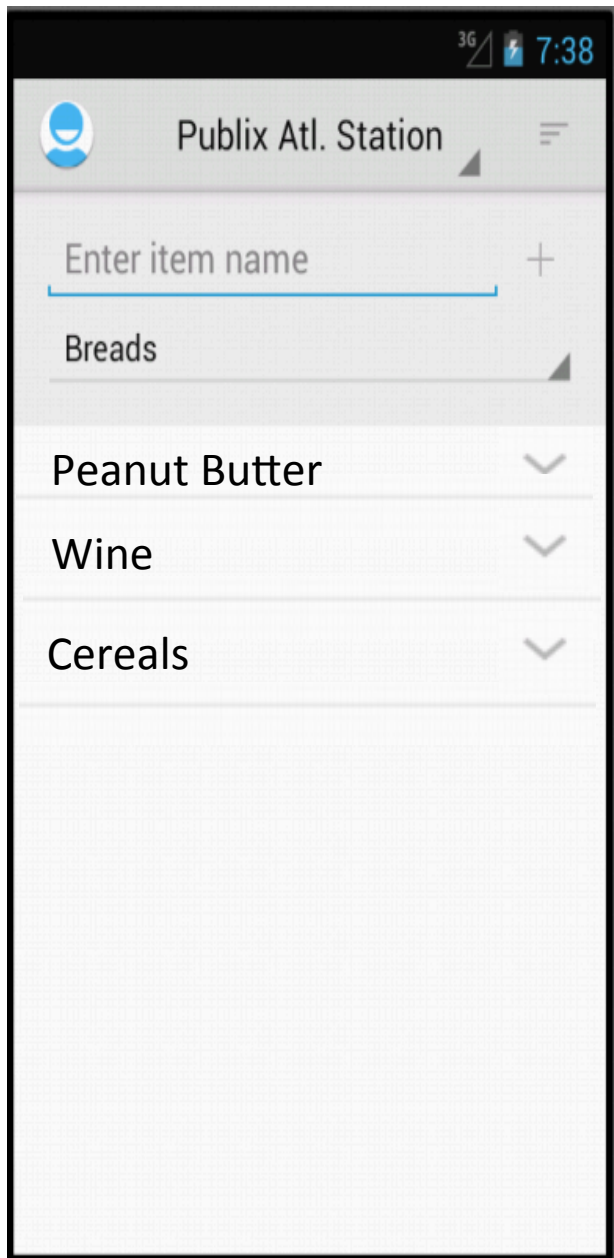 3G 7:38
Publix Atl. Station
Enter item name
Breads
Peanut Butter
Wine
Cereals